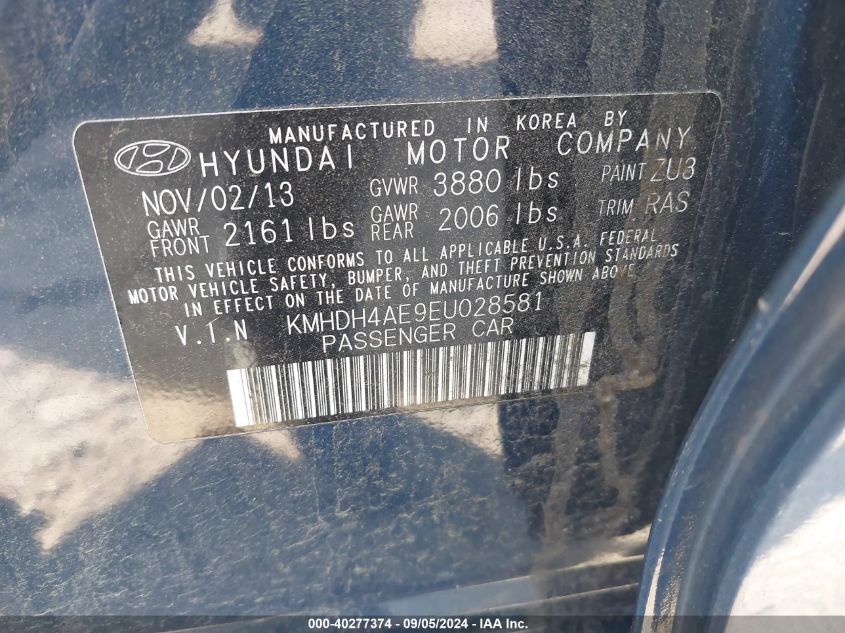 MANUFACTURED IN KOREA BY
HYUNDAI MOTOR COMPANY
NOV/02/13 GVWR 3880 lbs PAINT ZU3
GAWR FRONT 2161 lbs GAWR REAR 2006 lbs TRIM RAS
THIS VEHICLE CONFORMS TO ALL APPLICABLE U.S.A. FEDERAL
MOTOR VEHICLE SAFETY, BUMPER, AND THEFT PREVENTION STANDARDS
IN EFFECT ON THE DATE OF MANUFACTURE SHOWN ABOVE
V.I.N KMHDH4AE9EU028581
PASSENGER CAR
000-40277374 - 09/05/2024 - IAA Inc.